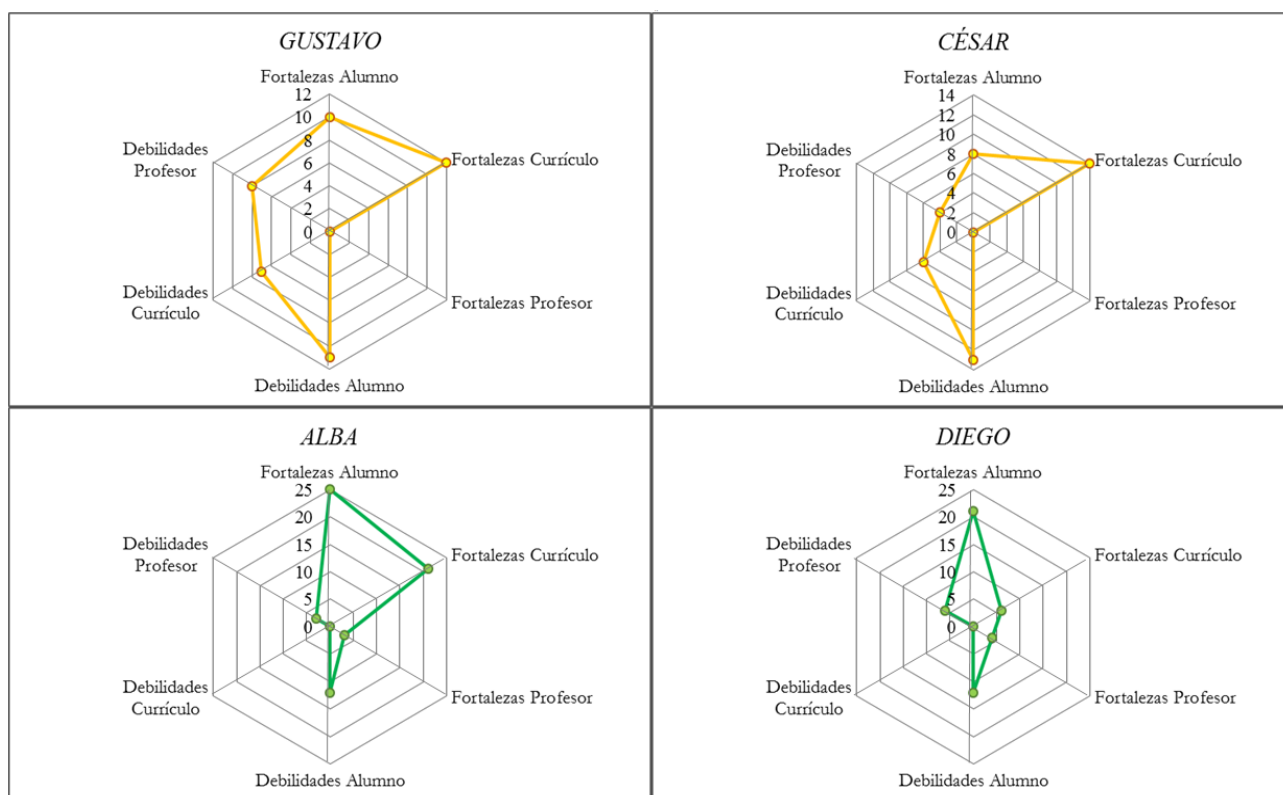 GUSTAVO
Fortalezas Alumno
12
10
8
6
4
2
0
Debilidades
Profesor
Fortalezas Currículo
Debilidades
Currículo
Fortalezas Profesor
Debilidades Alumno
CÉSAR
Fortalezas Alumno
14
12
10
8
6
4
2
0
Debilidades
Profesor
Fortalezas Currículo
Debilidades
Currículo
Fortalezas Profesor
Debilidades Alumno
ALBA
Fortalezas Alumno
25
20
15
10
5
0
Debilidades
Profesor
Fortalezas Currículo
Debilidades
Currículo
Fortalezas Profesor
Debilidades Alumno
DIEGO
Fortalezas Alumno
25
20
15
10
5
0
Debilidades
Profesor
Fortalezas Currículo
Debilidades
Currículo
Fortalezas Profesor
Debilidades Alumno